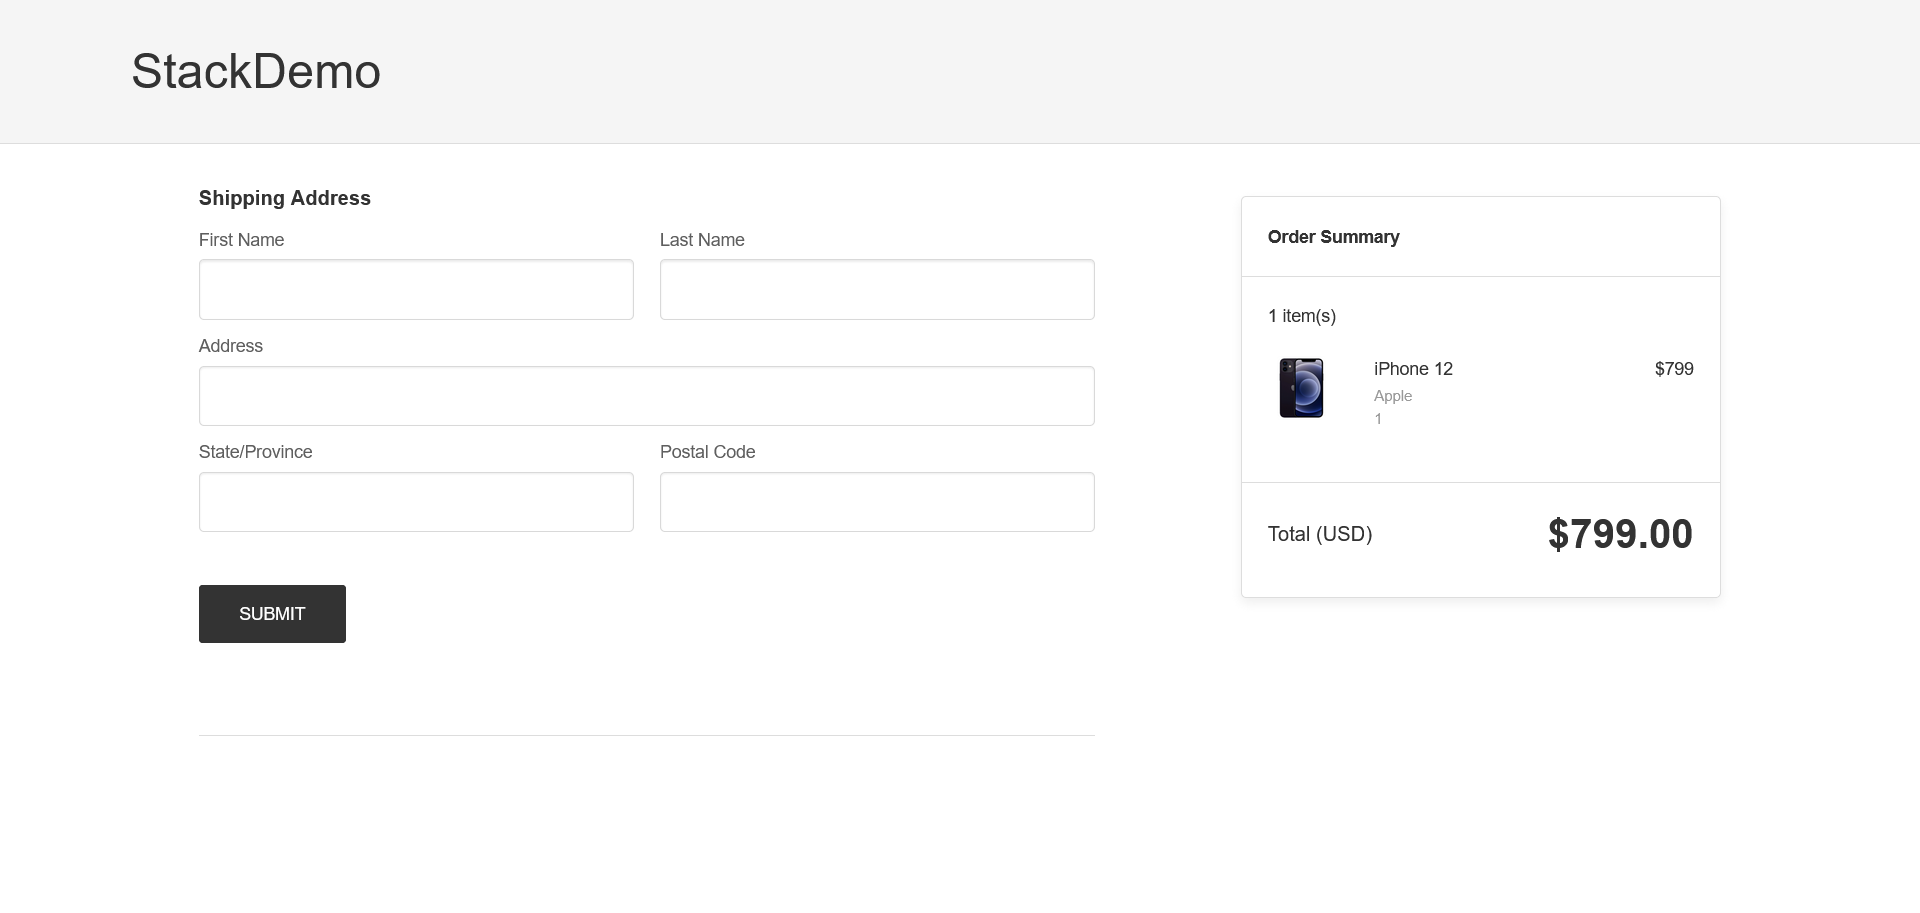 StackDemo
Shipping Address
First Name
Last Name
Address
State/Province
Postal Code
SUBMIT
Order Summary
1 item(s)
iPhone 12
$799
Apple
1
Total (USD)
$799.00